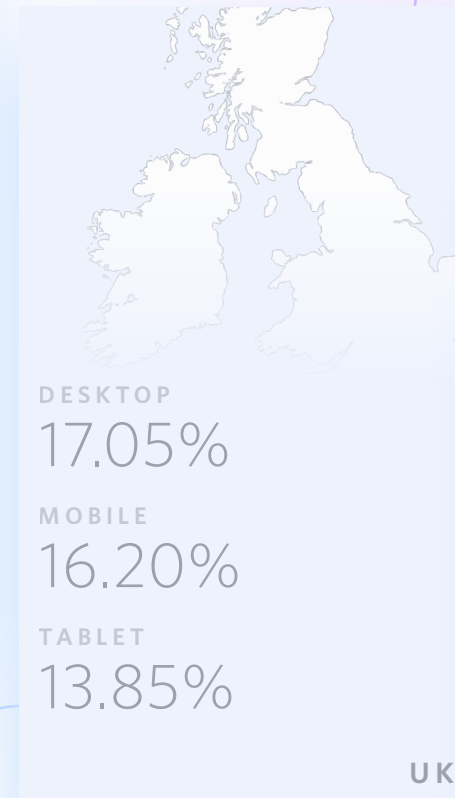 DESKTOP
17.05%
MOBILE
16.20%
TABLET
13.85%
UK